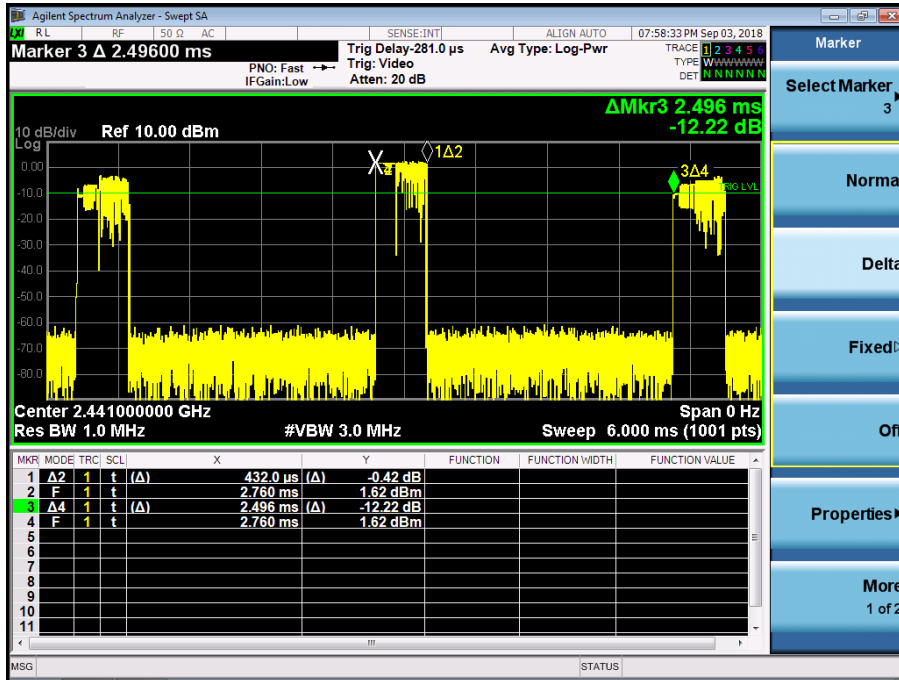 Agilent Spectrum Analyzer - Swept SA
LXI RL RF 50 Ω AC SENSE:INT ALIGN AUTO 07:58:33 PM Sep 03, 2018
Marker 3 Δ 2.49600 ms
PNO: Fast
IFGain:Low
Trig Delay-281.0 µs
Trig: Video
Atten: 20 dB
Avg Type: Log-Pwr
TRACE 1 2 3 4 5 6
TYPE WWWWWW
DET N N N N N N
ΔMkr3 2.496 ms
-12.22 dB
10 dB/div Ref 10.00 dBm
Log
1Δ2
3Δ4
TRIG LVL
0.00
-10.0
-20.0
-30.0
-40.0
-50.0
-60.0
-70.0
-80.0
Center 2.441000000 GHz Span 0 Hz
Res BW 1.0 MHz #VBW 3.0 MHz Sweep 6.000 ms (1001 pts)
MKR MODE TRC SCL X Y FUNCTION FUNCTION WIDTH FUNCTION VALUE
1 Δ2 1 t (Δ) 432.0 µs (Δ) -0.42 dB
2 F 1 t 2.760 ms 1.62 dBm
3 Δ4 1 t (Δ) 2.496 ms (Δ) -12.22 dB
4 F 1 t 2.760 ms 1.62 dBm
5
6
7
8
9
10
11
MSG STATUS
Marker
Select Marker
3
Norma
Delta
Fixed
Of
Properties
More
1 of 2